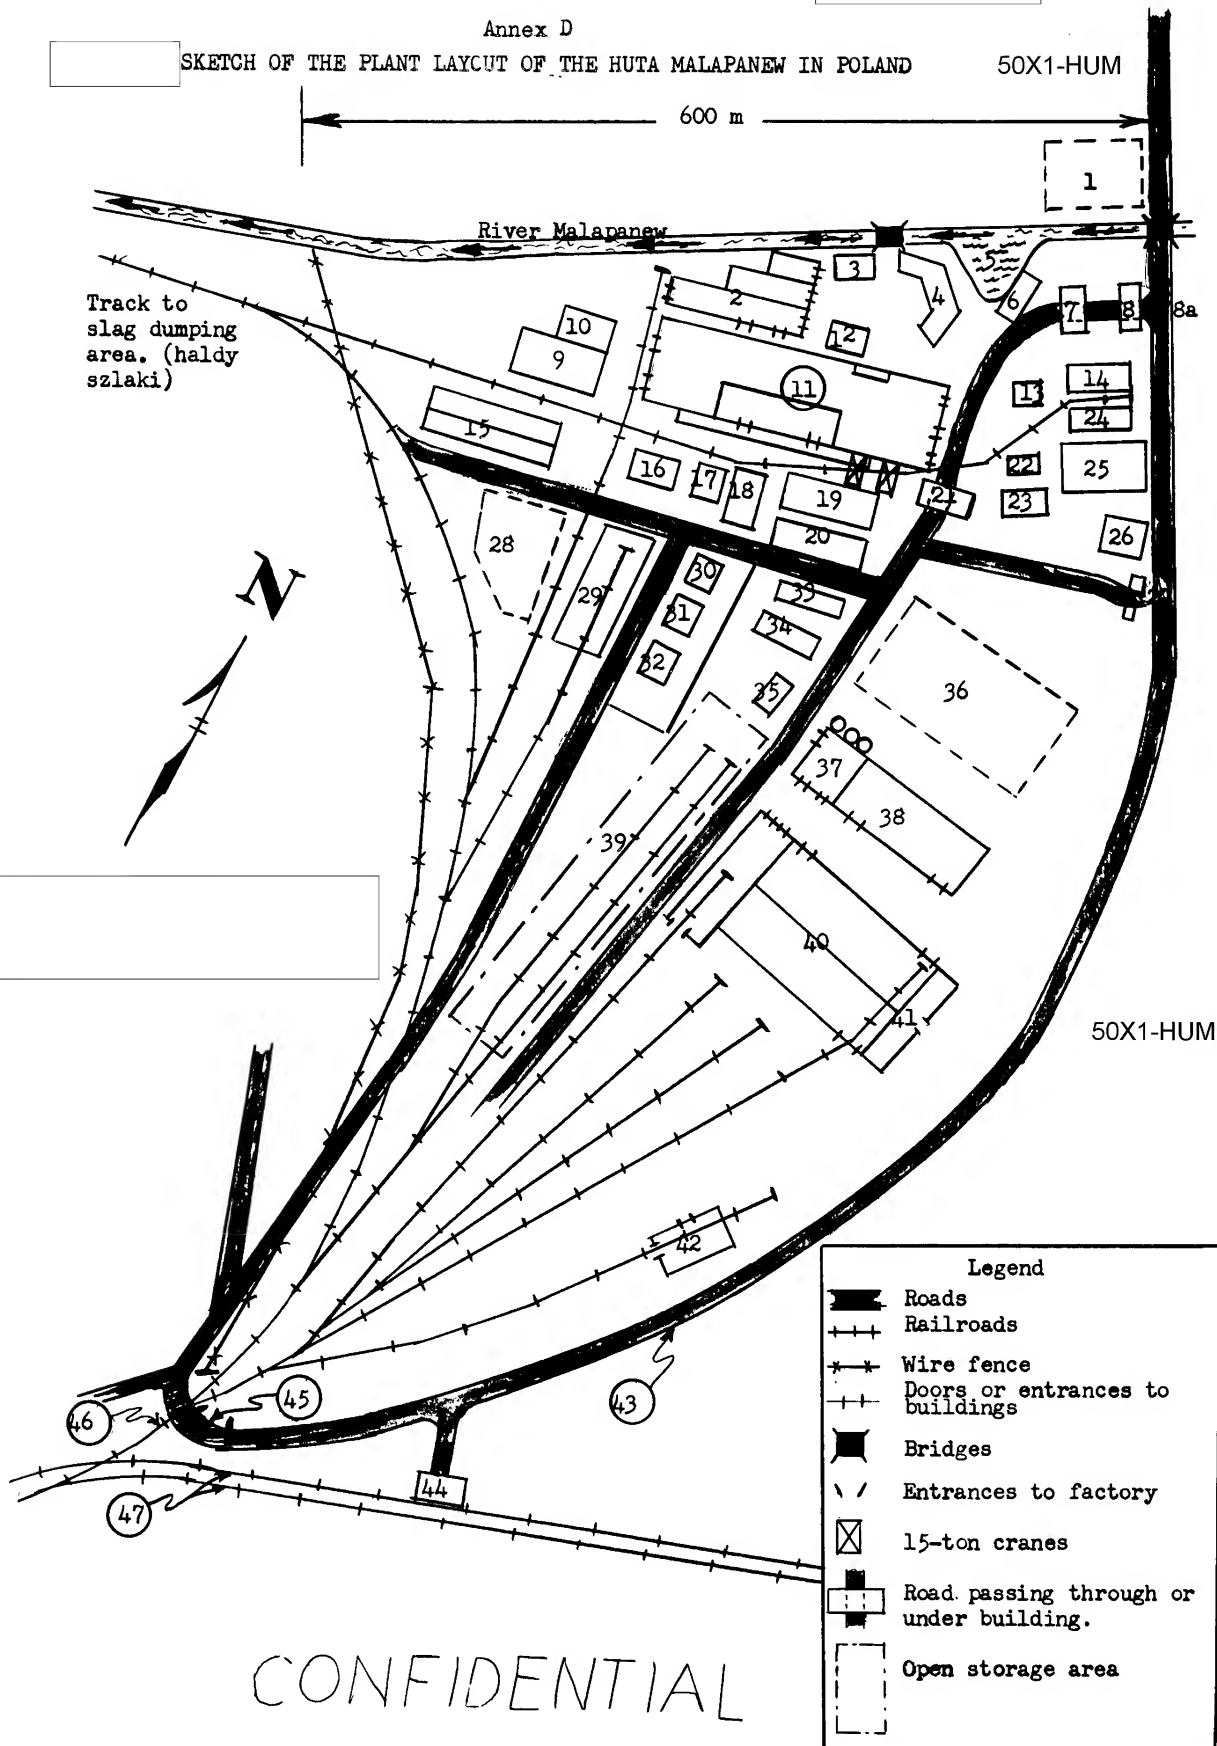 Annex D
SKETCH OF THE PLANT LAYOUT OF THE HUTA MALAPANEW IN POLAND
50X1-HUM
600 m
1
River Malapanew
Track to
slag dumping
area. (haldy
szlaki)
2
3
4
5
6
7
8
8a
9
10
11
12
13
14
15
16
17
18
19
20
21
22
23
24
25
26
28
29
30
31
32
33
34
35
36
37
38
39
40
41
42
43
44
45
46
47
N
50X1-HUM
Legend
Roads
Railroads
Wire fence
Doors or entrances to
buildings
Bridges
Entrances to factory
15-ton cranes
Road passing through or
under building.
Open storage area
CONFIDENTIAL